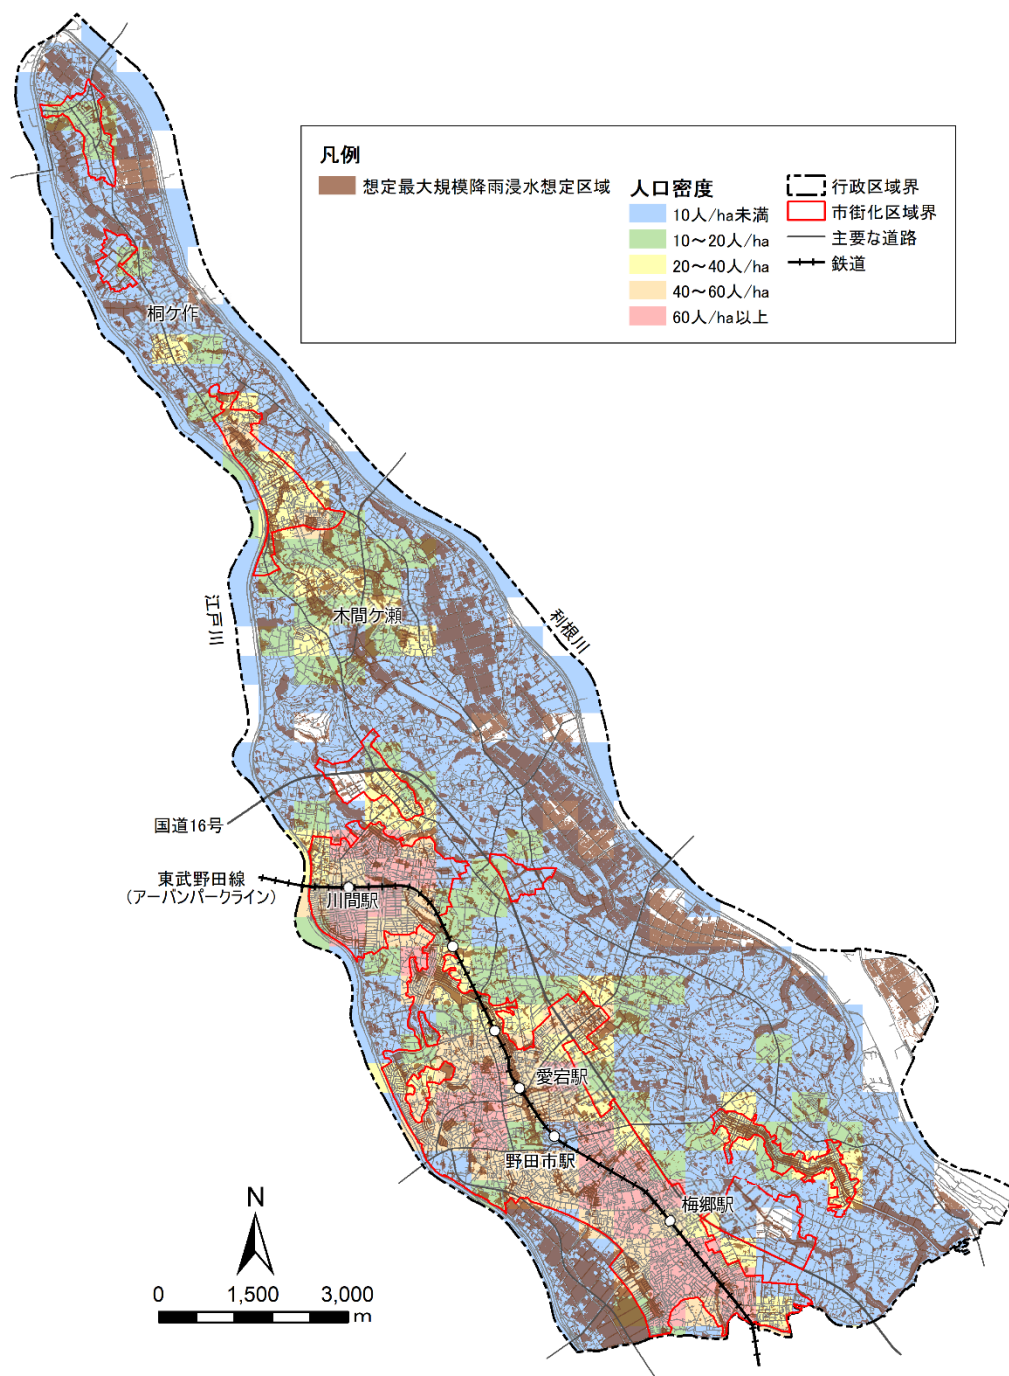 凡例
想定最大規模降雨浸水想定区域
人口密度
10人/ha未満
10～20人/ha
20～40人/ha
40～60人/ha
60人/ha以上
行政区域界
市街化区域界
主要な道路
鉄道
桐ケ作
木間ケ瀬
江戸川
利根川
国道16号
東武野田線
（アーバンパークライン）
川間駅
愛宕駅
野田市駅
梅郷駅
N
0 1,500 3,000
m